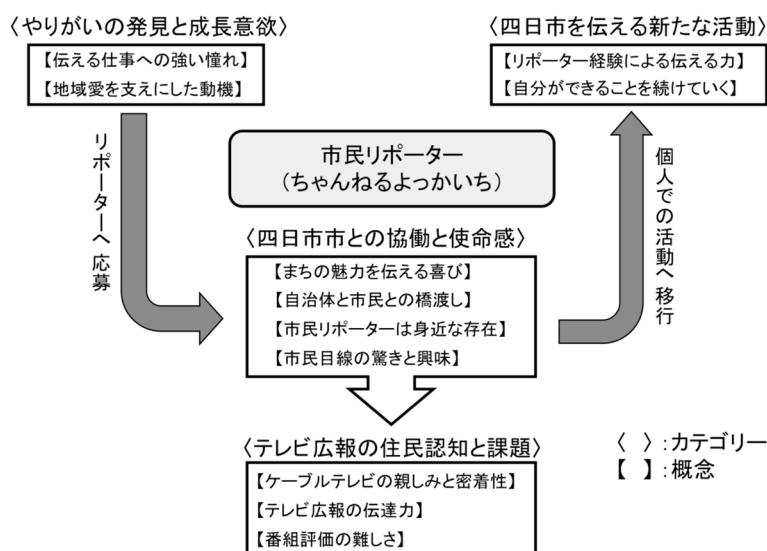 〈やりがいの発見と成長意欲〉
【伝える仕事への強い憧れ】
【地域愛を支えにした動機】
〈四日市を伝える新たな活動〉
【リポーター経験による伝える力】
【自分ができることを続けていく】
リポーターへ応募
市民リポーター
(ちゃんねるよっかいち)
個人での活動へ移行
〈四日市市との協働と使命感〉
【まちの魅力を伝える喜び】
【自治体と市民との橋渡し】
【市民リポーターは身近な存在】
【市民目線の驚きと興味】
〈テレビ広報の住民認知と課題〉
【ケーブルテレビの親しみと密着性】
【テレビ広報の伝達力】
【番組評価の難しさ】
〈 〉:カテゴリー
【 】:概念